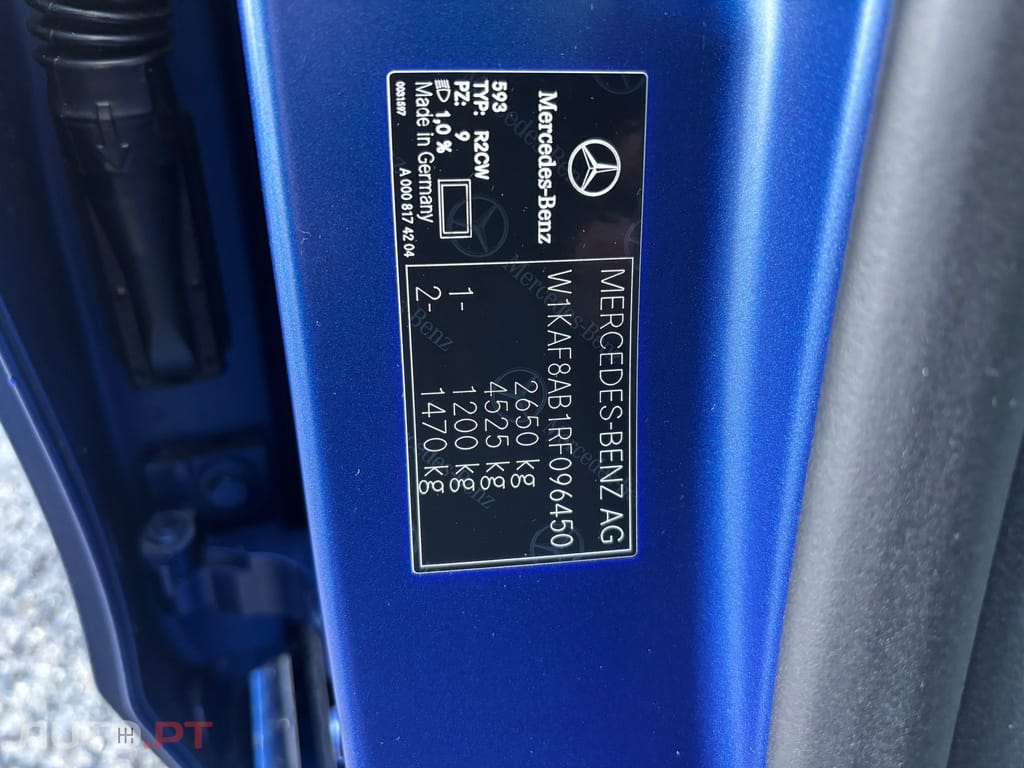 Mercedes-Benz
593
TYP: R2CW
PZ: 9
1,0 %
Made in Germany
0031597 A 000 817 42 04
MERCEDES-BENZ AG
W1KAF8AB1RF096450
2650 kg
4525 kg
1- 1200 kg
2- 1470 kg
AUTO.PT